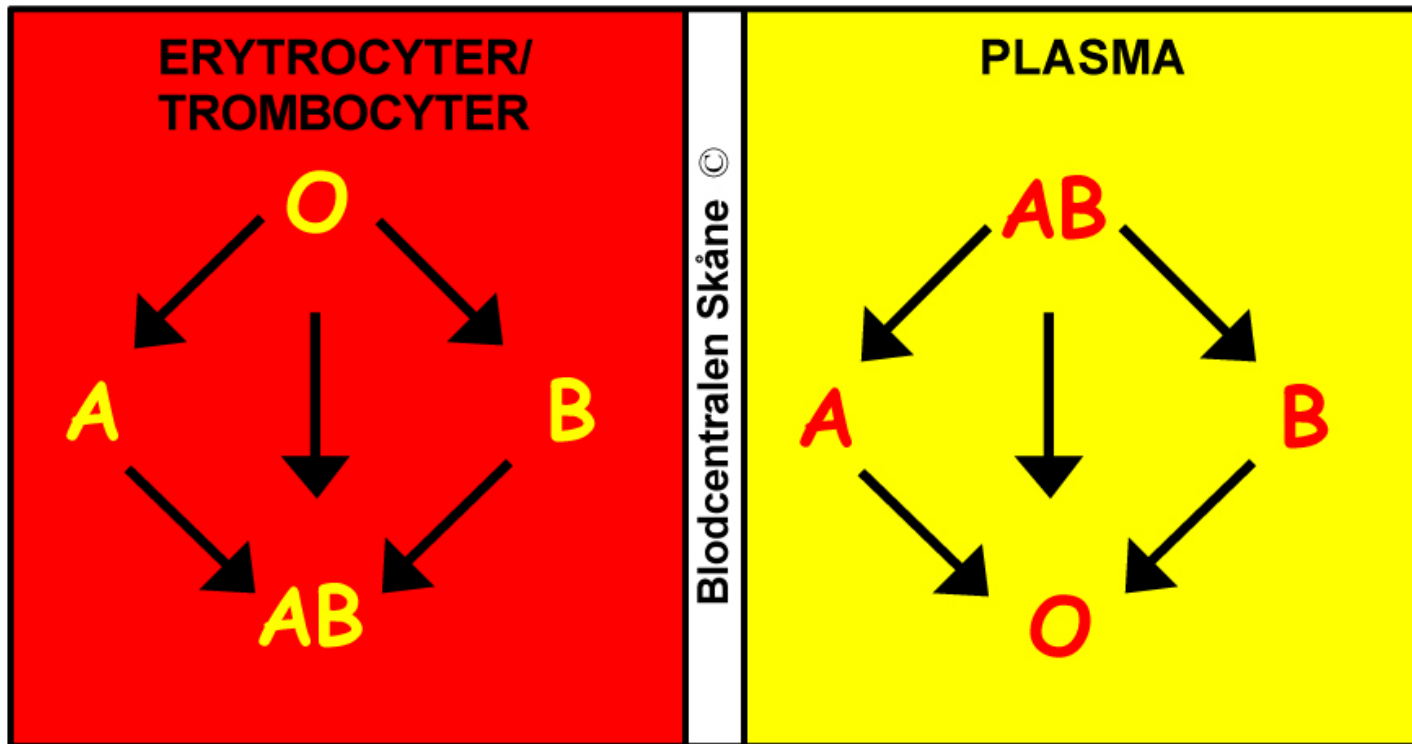 ERYTROCYTER/
TROMBOCYTER
O
A
B
AB
Blodcentralen Skåne ©
PLASMA
AB
A
B
O